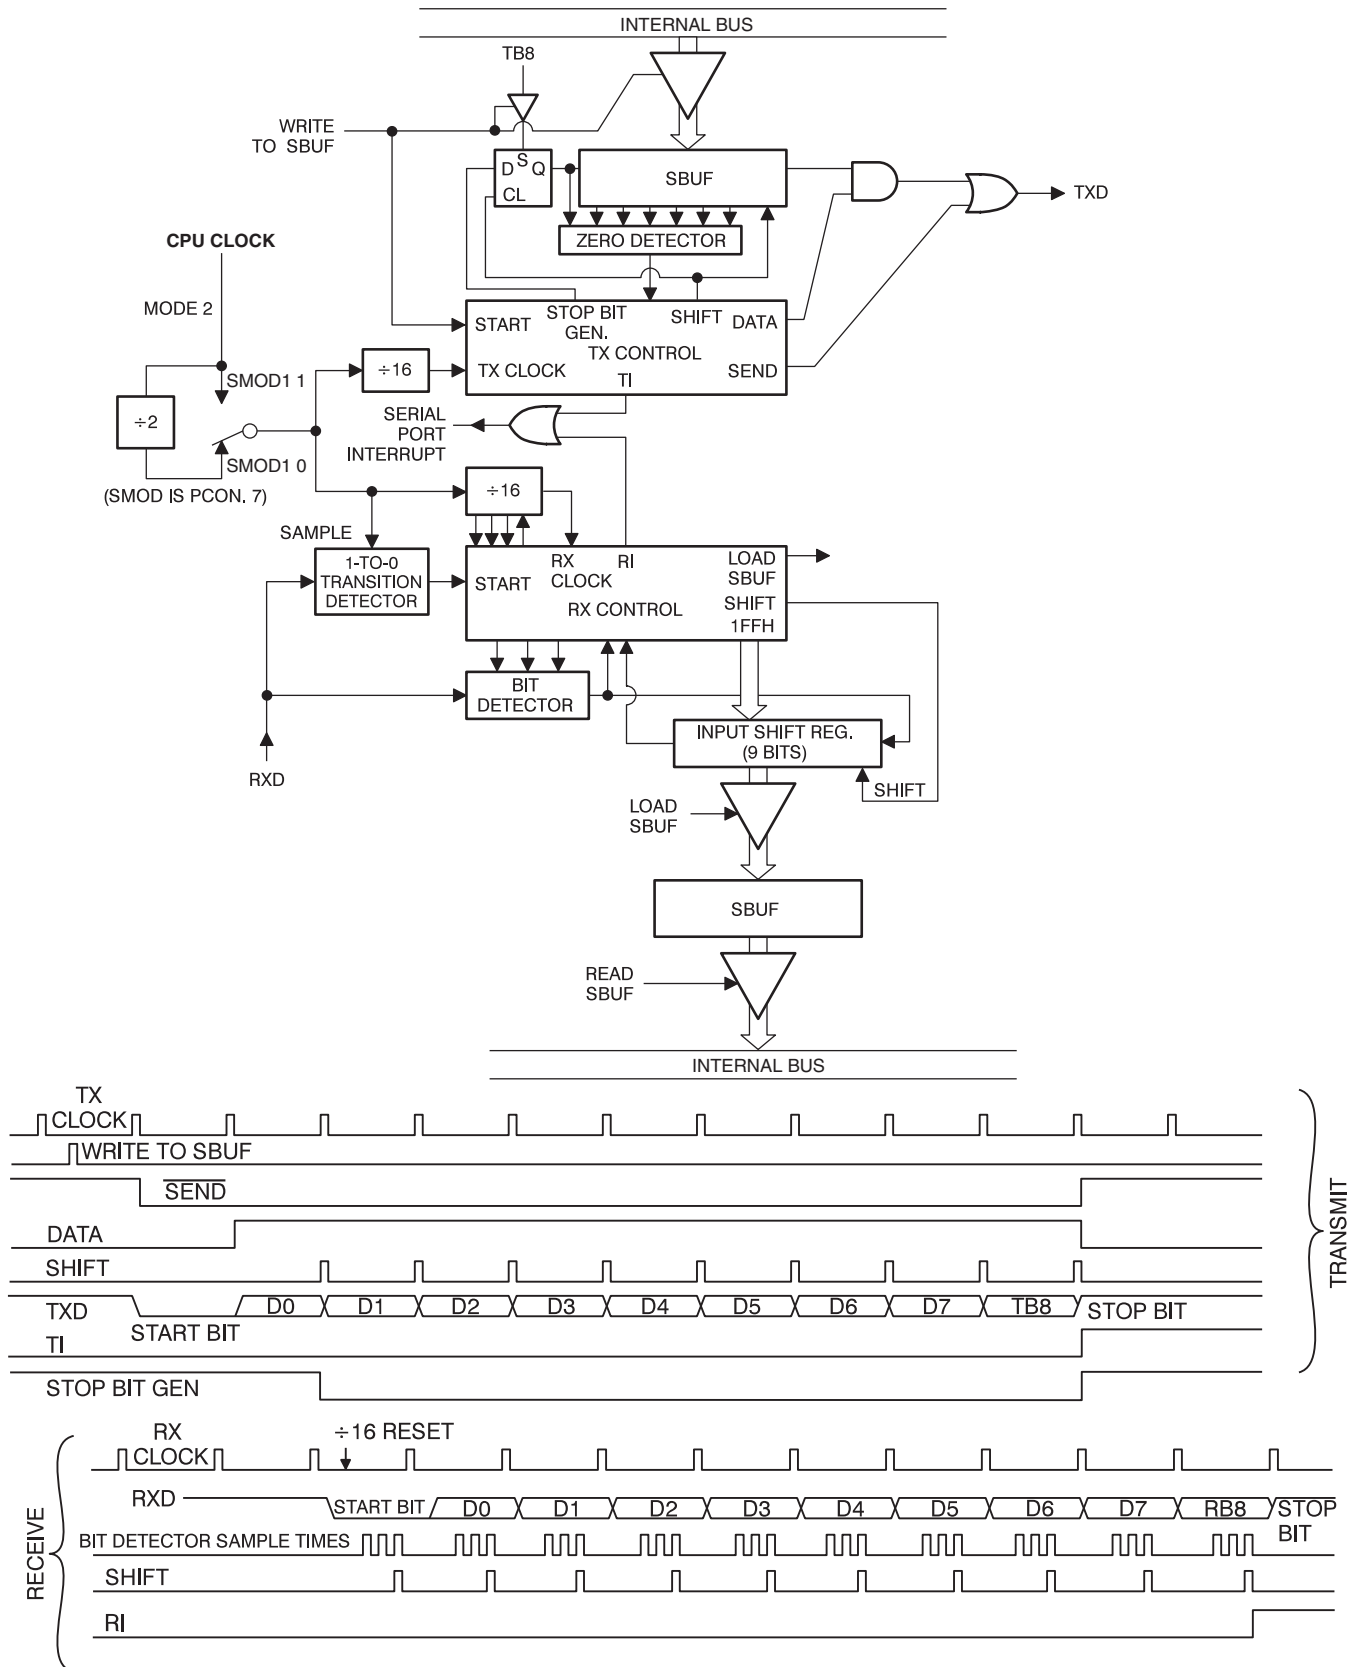 INTERNAL BUS
TB8
WRITE
TO SBUF
D S Q
CL
SBUF
TXD
ZERO DETECTOR
CPU CLOCK
MODE 2
STOP BIT
GEN.
SHIFT
DATA
START
TX CONTROL
TX CLOCK
TI
SEND
÷16
SMOD1 1
÷2
SMOD1 0
(SMOD IS PCON. 7)
SERIAL
PORT
INTERRUPT
÷16
SAMPLE
1-TO-0
TRANSITION
DETECTOR
START
RX
CLOCK
RI
LOAD
SBUF
RX CONTROL
SHIFT
1FFH
BIT
DETECTOR
RXD
INPUT SHIFT REG.
(9 BITS)
SHIFT
LOAD
SBUF
SBUF
READ
SBUF
INTERNAL BUS
TX
CLOCK
WRITE TO SBUF
SEND
DATA
SHIFT
TXD
START BIT
D0 D1 D2 D3 D4 D5 D6 D7 TB8
STOP BIT
TI
STOP BIT GEN
TRANSMIT
RX
CLOCK
÷16 RESET
RXD
START BIT
D0 D1 D2 D3 D4 D5 D6 D7 RB8
STOP
BIT
BIT DETECTOR SAMPLE TIMES
SHIFT
RI
RECEIVE